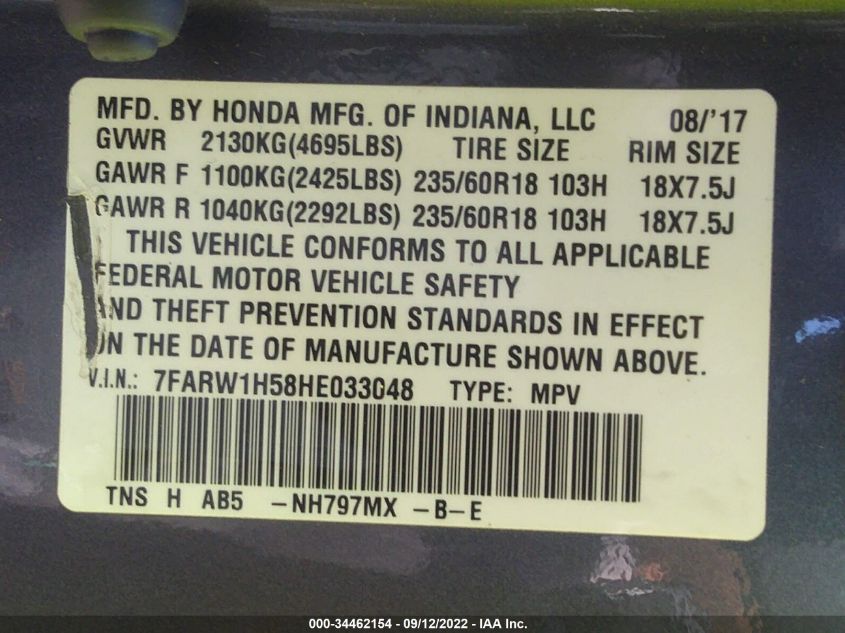 MFD. BY HONDA MFG. OF INDIANA, LLC 08/'17
GVWR 2130KG(4695LBS) TIRE SIZE RIM SIZE
GAWR F 1100KG(2425LBS) 235/60R18 103H 18X7.5J
GAWR R 1040KG(2292LBS) 235/60R18 103H 18X7.5J
THIS VEHICLE CONFORMS TO ALL APPLICABLE
FEDERAL MOTOR VEHICLE SAFETY
AND THEFT PREVENTION STANDARDS IN EFFECT
ON THE DATE OF MANUFACTURE SHOWN ABOVE.
V.I.N.: 7FARW1H58HE033048 TYPE: MPV
TNS H AB5 -NH797MX -B-E
000-34462154 - 09/12/2022 - IAA Inc.